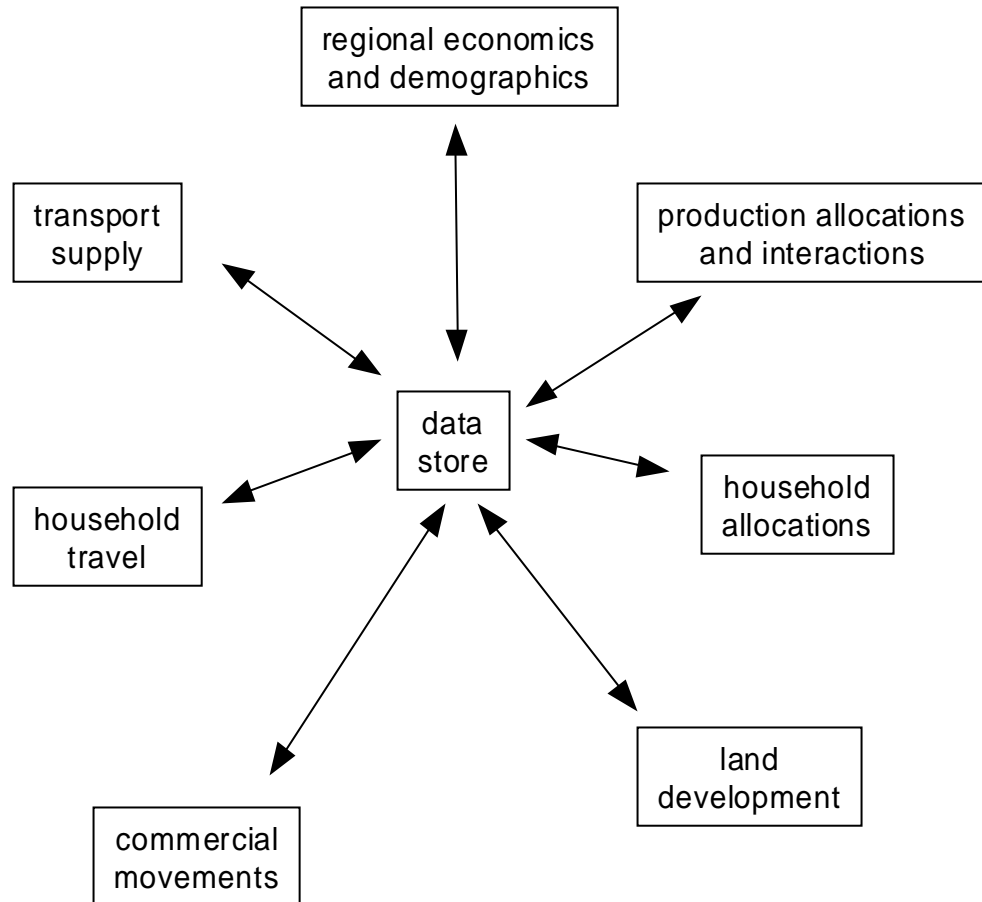 regional economics
and demographics
transport
supply
production allocations
and interactions
data
store
household
allocations
household
travel
land
development
commercial
movements